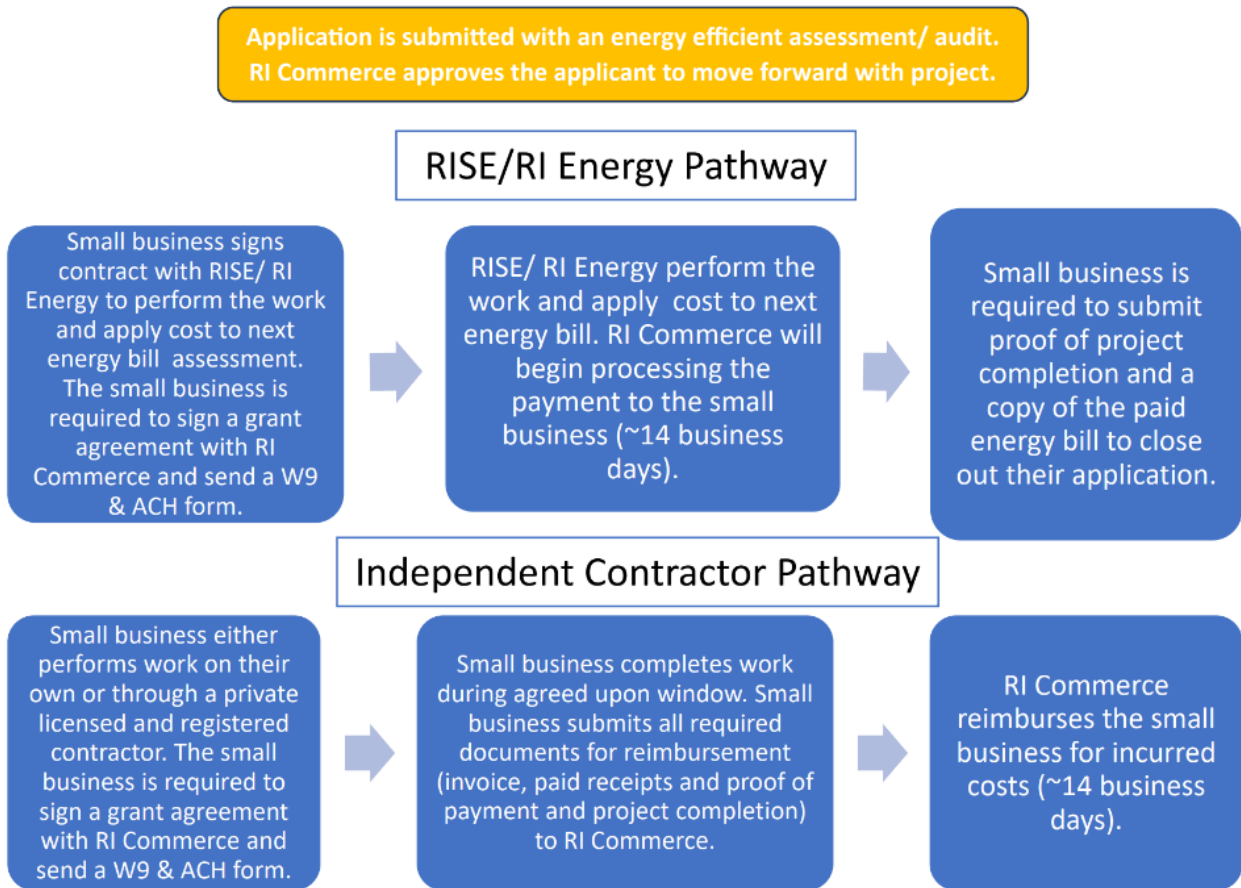 Application is submitted with an energy efficient assessment/ audit.
RI Commerce approves the applicant to move forward with project.
RISE/RI Energy Pathway
Small business signs
contract with RISE/ RI
Energy to perform the work
and apply cost to next
energy bill  assessment.
The small business is
required to sign a grant
agreement with RI
Commerce and send a W9
& ACH form.
RISE/ RI Energy perform the
work and apply  cost to next
energy bill. RI Commerce will
begin processing the
payment to the small
business (~14 business
days).
Small business is
required to submit
proof of project
completion and a
copy of the paid
energy bill to close
out their application.
Independent Contractor Pathway
Small business either
performs work on their
own or through a private
licensed and registered
contractor. The small
business is required to
sign a grant agreement
with RI Commerce and
send a W9 & ACH form.
Small business completes work
during agreed upon window. Small
business submits all required
documents for reimbursement
(invoice, paid receipts and proof of
payment and project completion)
to RI Commerce.
RI Commerce
reimburses the small
business for incurred
costs (~14 business
days).